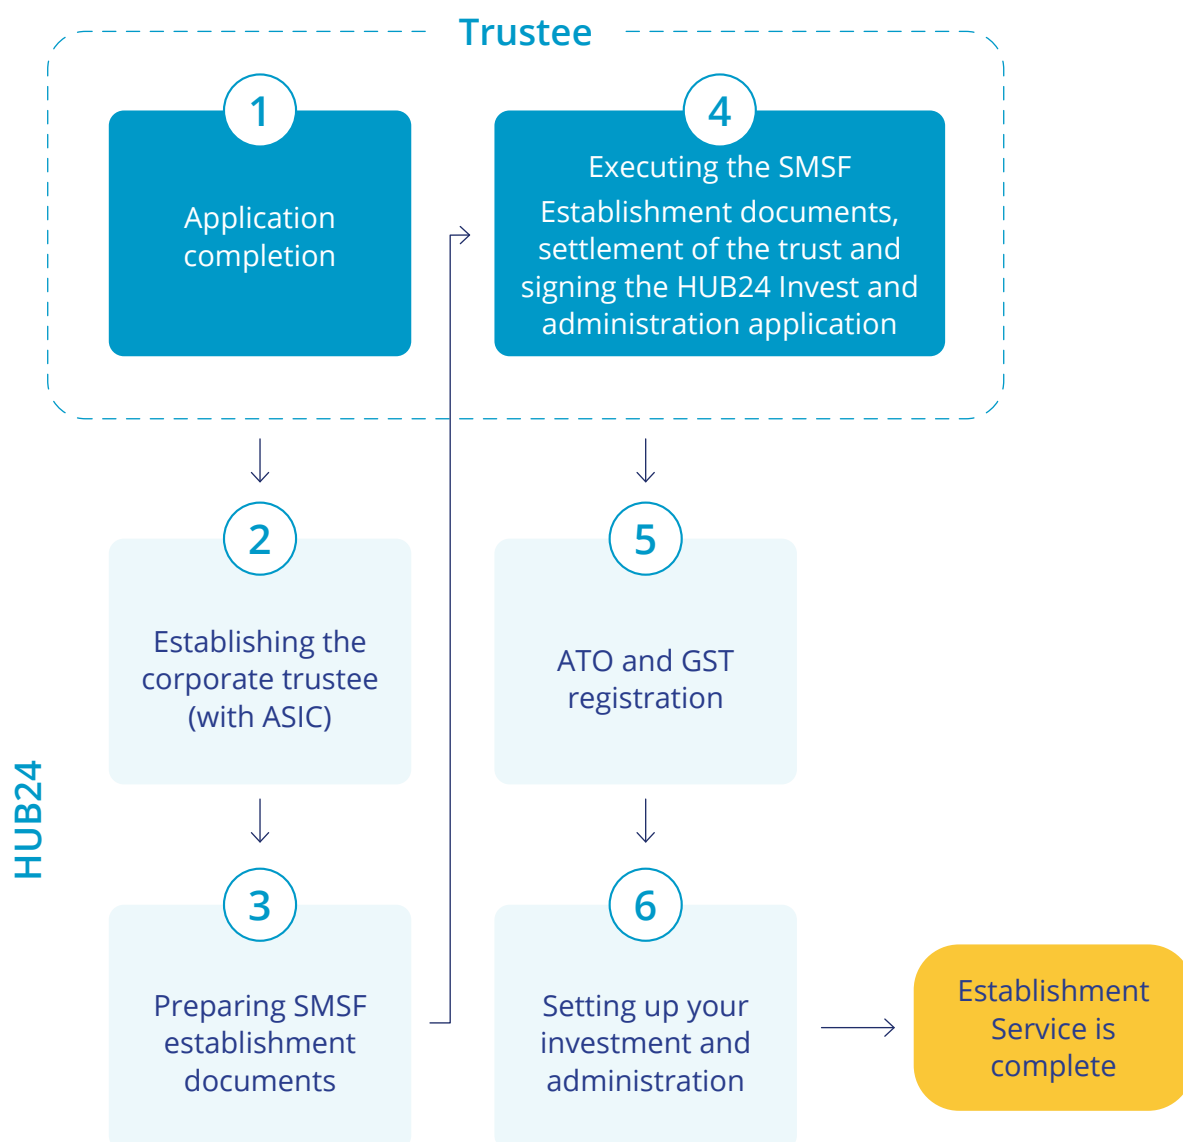 Trustee
1
Application
completion
4
Executing the SMSF
Establishment documents,
settlement of the trust and
signing the HUB24 Invest and
administration application
HUB24
2
Establishing the
corporate trustee
(with ASIC)
3
Preparing SMSF
establishment
documents
5
ATO and GST
registration
6
Setting up your
investment and
administration
Establishment
Service is
complete